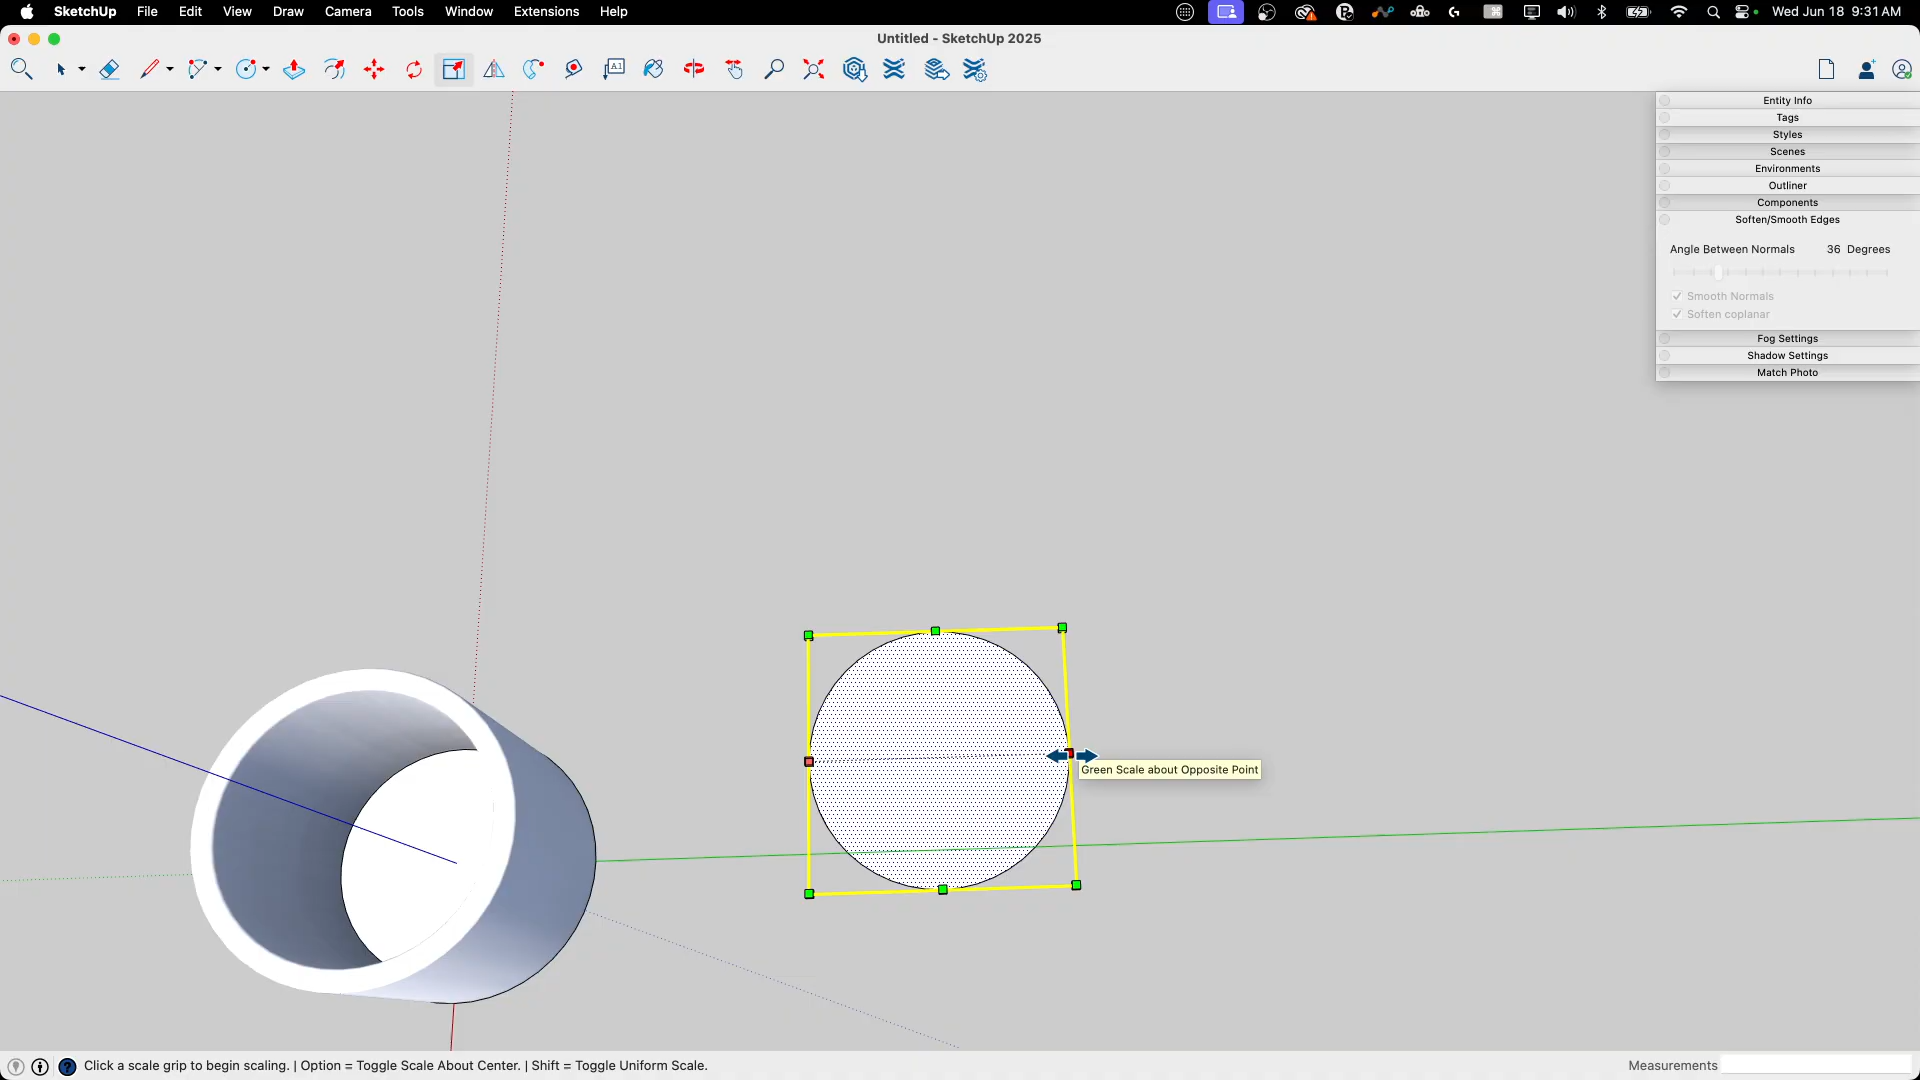 SketchUp File Edit View Draw Camera Tools Window Extensions Help Wed Jun 18 9:31 AM
Untitled - SketchUp 2025
A1
Entity Info
Tags
Styles
Scenes
Environments
Outliner
Components
Soften/Smooth Edges
Angle Between Normals 36 Degrees
Smooth Normals
Soften coplanar
Fog Settings
Shadow Settings
Match Photo
Green Scale about Opposite Point
Click a scale grip to begin scaling. | Option = Toggle Scale About Center. | Shift = Toggle Uniform Scale. Measurements